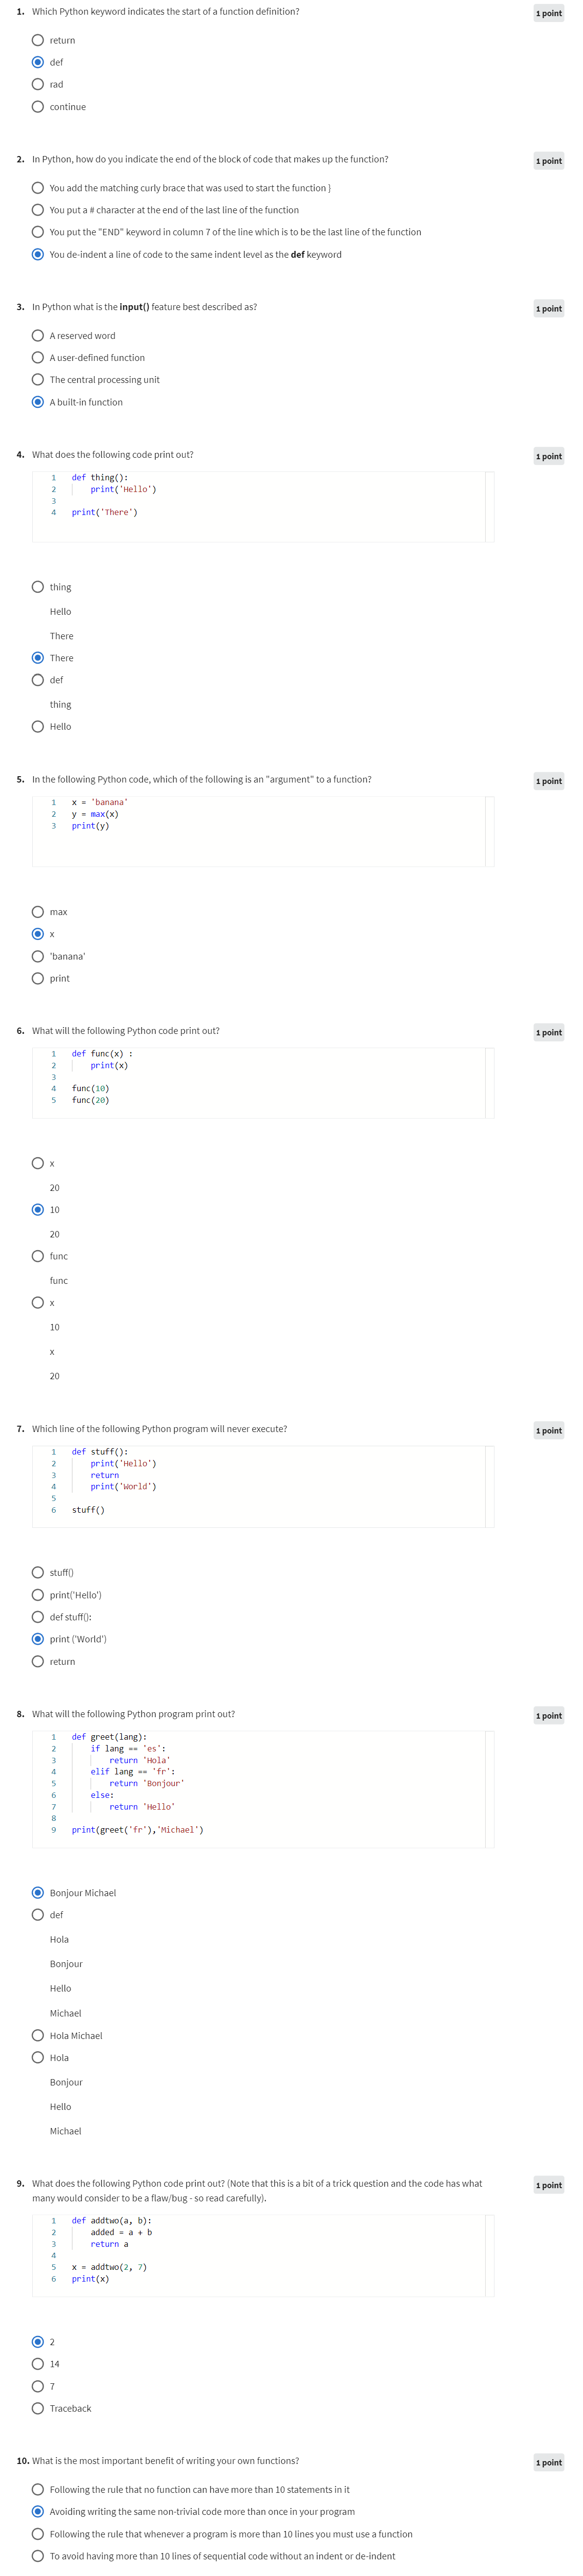 1. Which Python keyword indicates the start of a function definition?
1 point
return
def
rad
continue
2. In Python, how do you indicate the end of the block of code that makes up the function?
1 point
You add the matching curly brace that was used to start the function }
You put a # character at the end of the last line of the function
You put the "END" keyword in column 7 of the line which is to be the last line of the function
You de-indent a line of code to the same indent level as the def keyword
3. In Python what is the input() feature best described as?
1 point
A reserved word
A user-defined function
The central processing unit
A built-in function
4. What does the following code print out?
1 point
1 def thing():
2     print('Hello')
3
4 print('There')
thing
Hello
There
There
def
thing
Hello
5. In the following Python code, which of the following is an "argument" to a function?
1 point
1 x = 'banana'
2 y = max(x)
3 print(y)
max
x
'banana'
print
6. What will the following Python code print out?
1 point
1 def func(x) :
2     print(x)
3
4 func(10)
5 func(20)
x
20
10
20
func
func
x
10
x
20
7. Which line of the following Python program will never execute?
1 point
1 def stuff():
2     print('Hello')
3     return
4     print('World')
5
6 stuff()
stuff()
print('Hello')
def stuff():
print ('World')
return
8. What will the following Python program print out?
1 point
1 def greet(lang):
2     if lang == 'es':
3         return 'Hola'
4     elif lang == 'fr':
5         return 'Bonjour'
6     else:
7         return 'Hello'
8
9 print(greet('fr'),'Michael')
Bonjour Michael
def
Hola
Bonjour
Hello
Michael
Hola Michael
Hola
Bonjour
Hello
Michael
9. What does the following Python code print out? (Note that this is a bit of a trick question and the code has what
many would consider to be a flaw/bug - so read carefully).
1 point
1 def addtwo(a, b):
2     added = a + b
3     return a
4
5 x = addtwo(2, 7)
6 print(x)
2
14
7
Traceback
10. What is the most important benefit of writing your own functions?
1 point
Following the rule that no function can have more than 10 statements in it
Avoiding writing the same non-trivial code more than once in your program
Following the rule that whenever a program is more than 10 lines you must use a function
To avoid having more than 10 lines of sequential code without an indent or de-indent